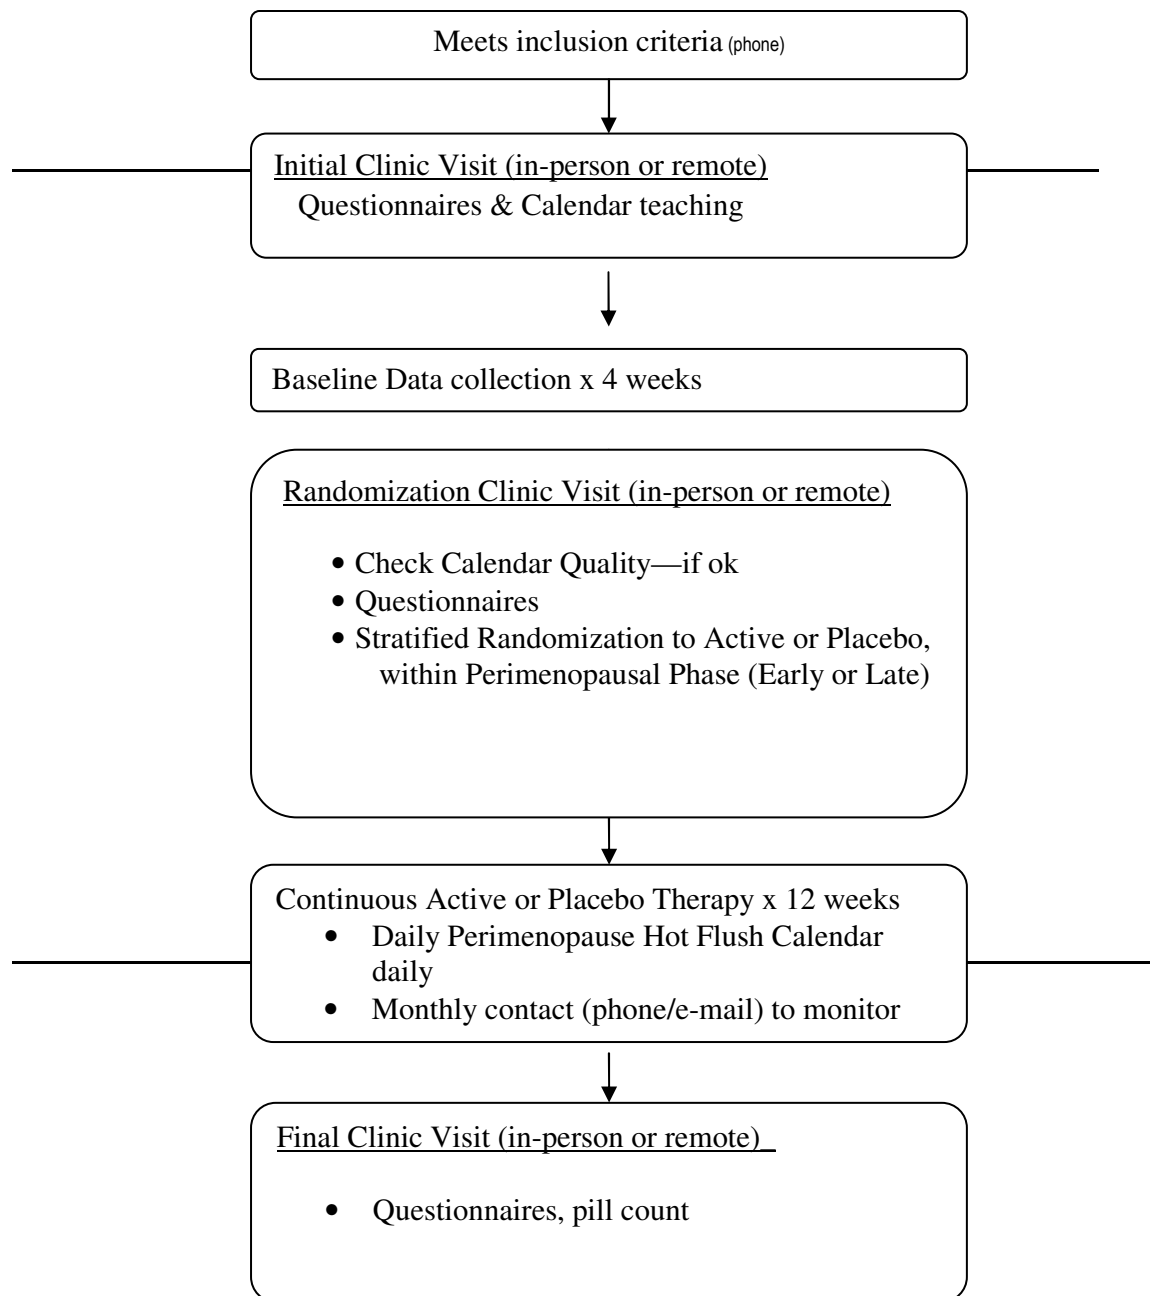 Meets inclusion criteria (phone)
Initial Clinic Visit (in-person or remote)
Questionnaires & Calendar teaching
Baseline Data collection x 4 weeks
Randomization Clinic Visit (in-person or remote)
• Check Calendar Quality—if ok
• Questionnaires
• Stratified Randomization to Active or Placebo,
within Perimenopausal Phase (Early or Late)
Continuous Active or Placebo Therapy x 12 weeks
• Daily Perimenopause Hot Flush Calendar
daily
• Monthly contact (phone/e-mail) to monitor
Final Clinic Visit (in-person or remote)_
• Questionnaires, pill count